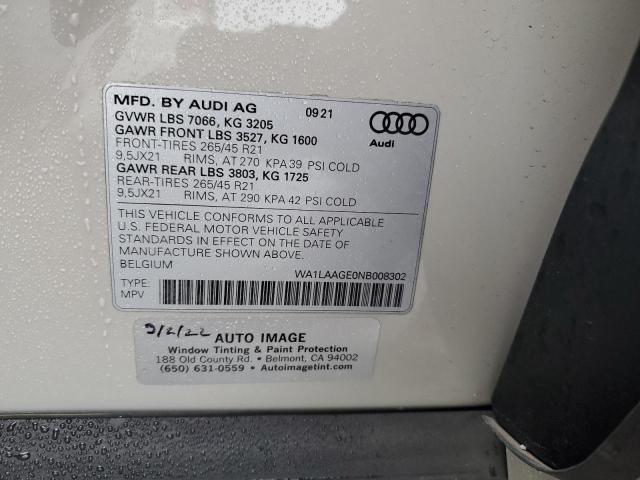 MFD. BY AUDI AG 09 21
GVWR LBS 7066, KG 3205
GAWR FRONT LBS 3527, KG 1600
FRONT-TIRES 265/45 R21
9,5JX21 RIMS, AT 270 KPA 39 PSI COLD
GAWR REAR LBS 3803, KG 1725
REAR-TIRES 265/45 R21
9,5JX21 RIMS, AT 290 KPA 42 PSI COLD
Audi
THIS VEHICLE CONFORMS TO ALL APPLICABLE
U.S. FEDERAL MOTOR VEHICLE SAFETY
STANDARDS IN EFFECT ON THE DATE OF
MANUFACTURE SHOWN ABOVE.
BELGIUM
WA1LAAGE0NB008302
TYPE:
MPV
9/2/22
AUTO IMAGE
Window Tinting & Paint Protection
188 Old County Rd. • Belmont, CA 94002
(650) 631-0559 • Autoimagetint.com